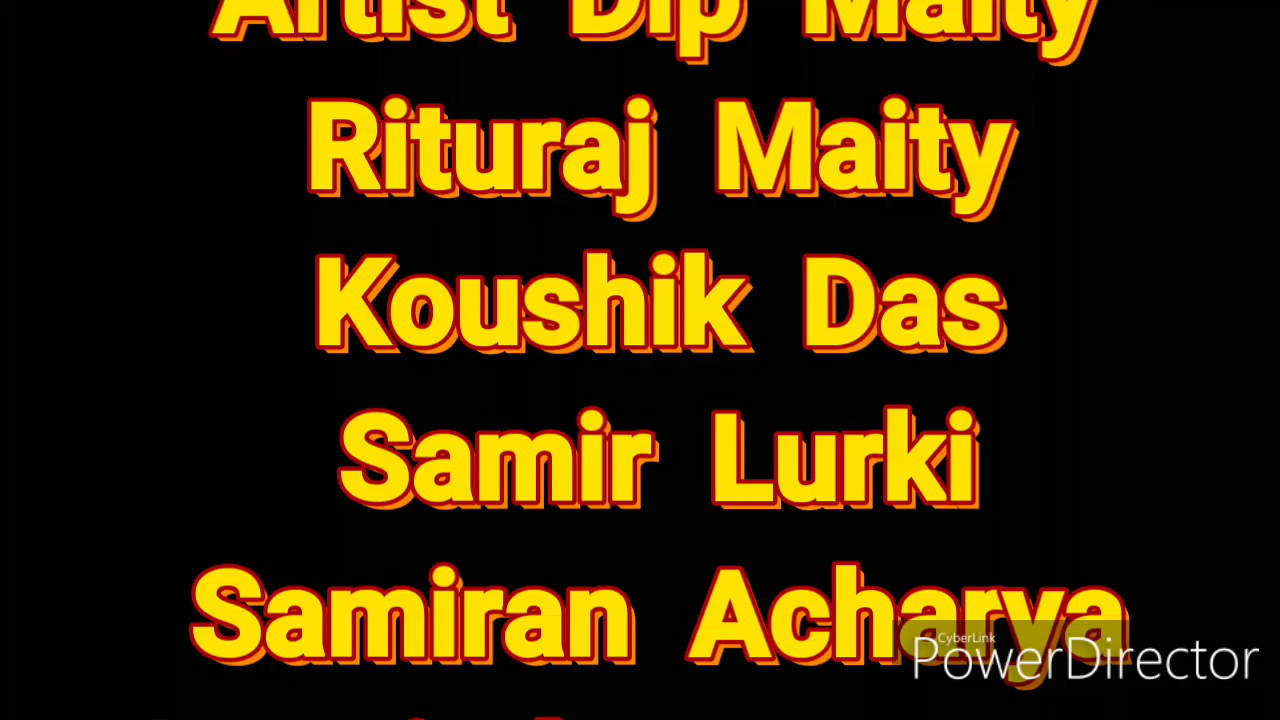 Artist Dip Maity
Rituraj Maity
Koushik Das
Samir Lurki
Samiran Acharya
CyberLink
PowerDirector